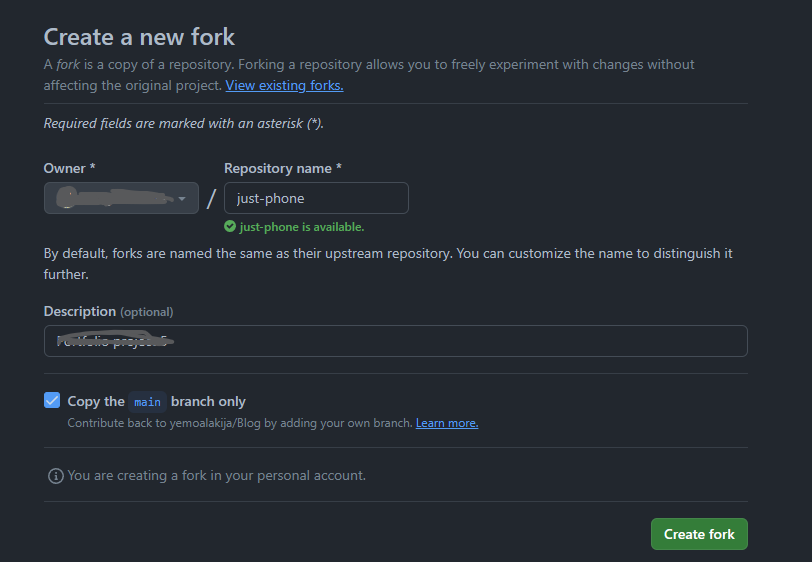 Create a new fork
A fork is a copy of a repository. Forking a repository allows you to freely experiment with changes without
affecting the original project. View existing forks.
Required fields are marked with an asterisk (*).
Owner * Repository name *
/ just-phone
just-phone is available.
By default, forks are named the same as their upstream repository. You can customize the name to distinguish it
further.
Description (optional)
Copy the main branch only
Contribute back to yemoalakija/Blog by adding your own branch. Learn more.
You are creating a fork in your personal account.
Create fork